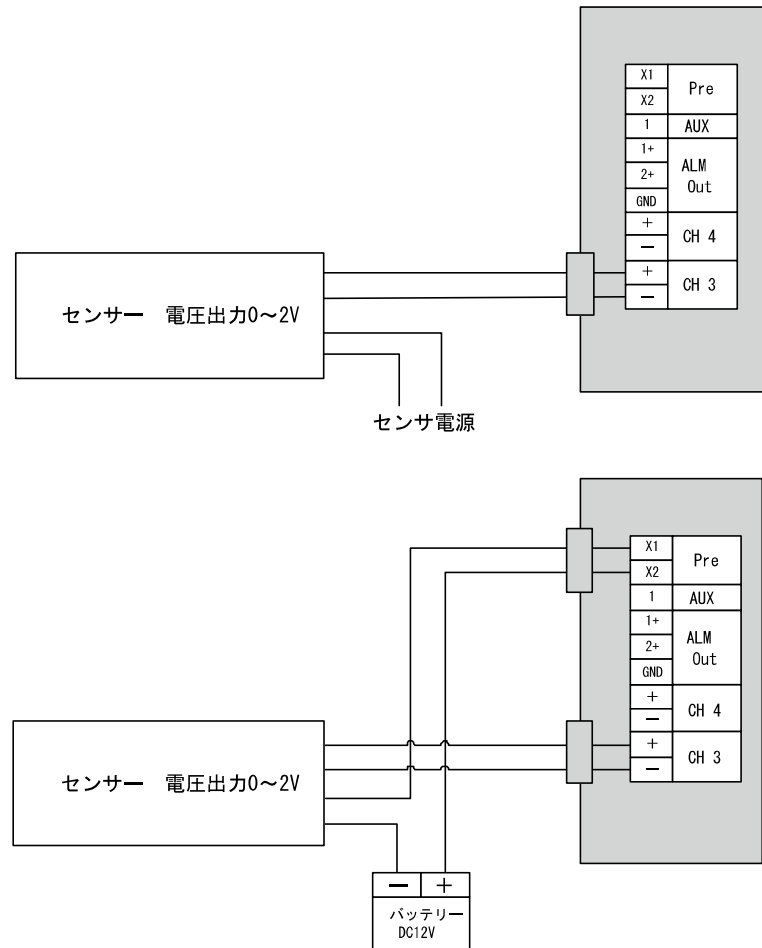 X1
Pre
X2
1 AUX
1+
2+
ALM
Out
GND
+
CH 4
−
+
CH 3
−
センサー 電圧出力0～2V
センサ電源
X1
Pre
X2
1 AUX
1+
2+
ALM
Out
GND
+
CH 4
−
+
CH 3
−
センサー 電圧出力0～2V
− +
バッテリー
DC12V